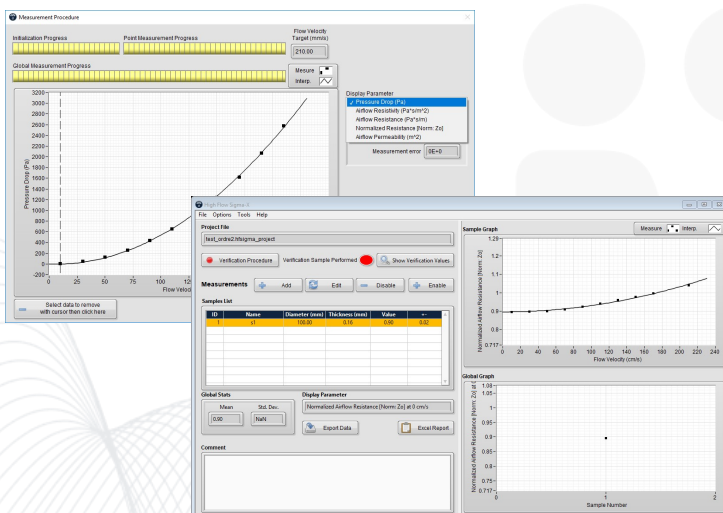 Measurement Procedure
Initialization Progress
Point Measurement Progress
Flow Velocity
Target (mm/s)
210.00
Global Measurement Progress
Mesure
Interp.
Display Parameter
✓ Pressure Drop (Pa)
Airflow Resistivity (Pa*s/m^2)
Airflow Resistance (Pa*s/m)
Normalized Resistance [Norm: Zo]
Airflow Permeability (m^2)
Measurement error 0E+0
Pressure Drop (Pa)
3200
3000
2800
2600
2400
2200
2000
1800
1600
1400
1200
1000
800
600
400
200
0
-200
0 25 50 75 100
Flow Veloci
Select data to remove
with cursor then click here
High Flow Sigma-X
File Options Tools Help
Project File
test_ordre2.hfsigma_project
Verification Procedure
Verification Sample Performed
Show Verification Values
Measurements
Add
Edit
Disable
Enable
Samples List
ID Name Diameter (mm) Thickness (mm) Value +-
1 s1 100.00 0.16 0.90 0.02
Global Stats
Mean
Std. Dev.
0.90
NaN
Display Parameter
Normalized Airflow Resistance [Norm: Zo] at 0 cm/s
Export Data
Excel Report
Comment
Sample Graph
Measure
Interp.
Normalized Airflow Resistance [Norm: Zo]
1.29
1.2
1.1
1
0.9
0.8
0.717
0 20 40 60 80 100 120 140 160 180 200 220 240
Flow Velocity (cm/s)
Global Graph
Normalized Airflow Resistance [Norm: Zo] at 0
1.08
1.05
1
0.95
0.9
0.85
0.8
0.75
0.717
0 1 2
Sample Number